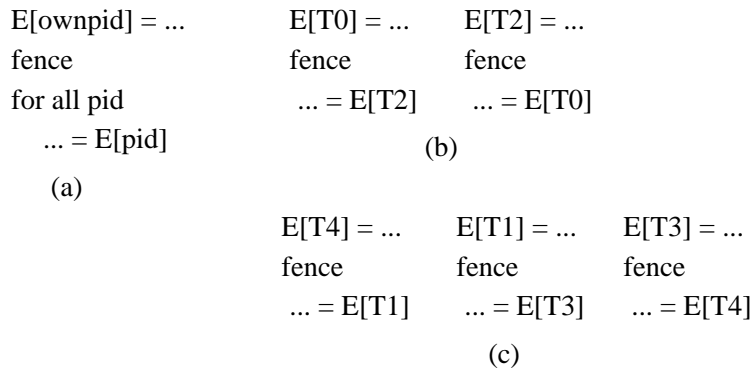 E[ownpid] = ...
fence
for all pid
... = E[pid]
(a)
E[T0] = ... E[T2] = ...
fence fence
... = E[T2] ... = E[T0]
(b)
E[T4] = ... E[T1] = ... E[T3] = ...
fence fence fence
... = E[T1] ... = E[T3] ... = E[T4]
(c)